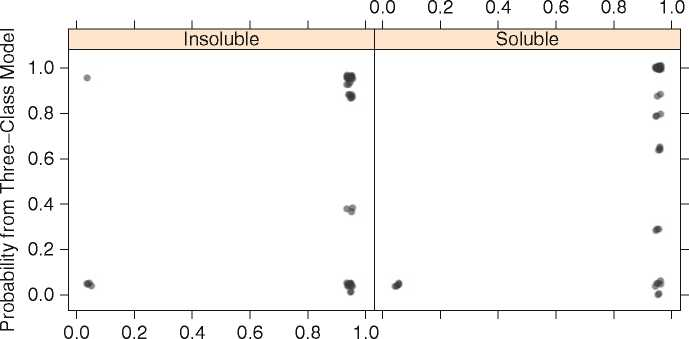 0.0 0.2 0.4 0.6 0.8 1.0
Insoluble Soluble
Probability from Three−Class Model
1.0
0.8
0.6
0.4
0.2
0.0
0.0 0.2 0.4 0.6 0.8 1.0